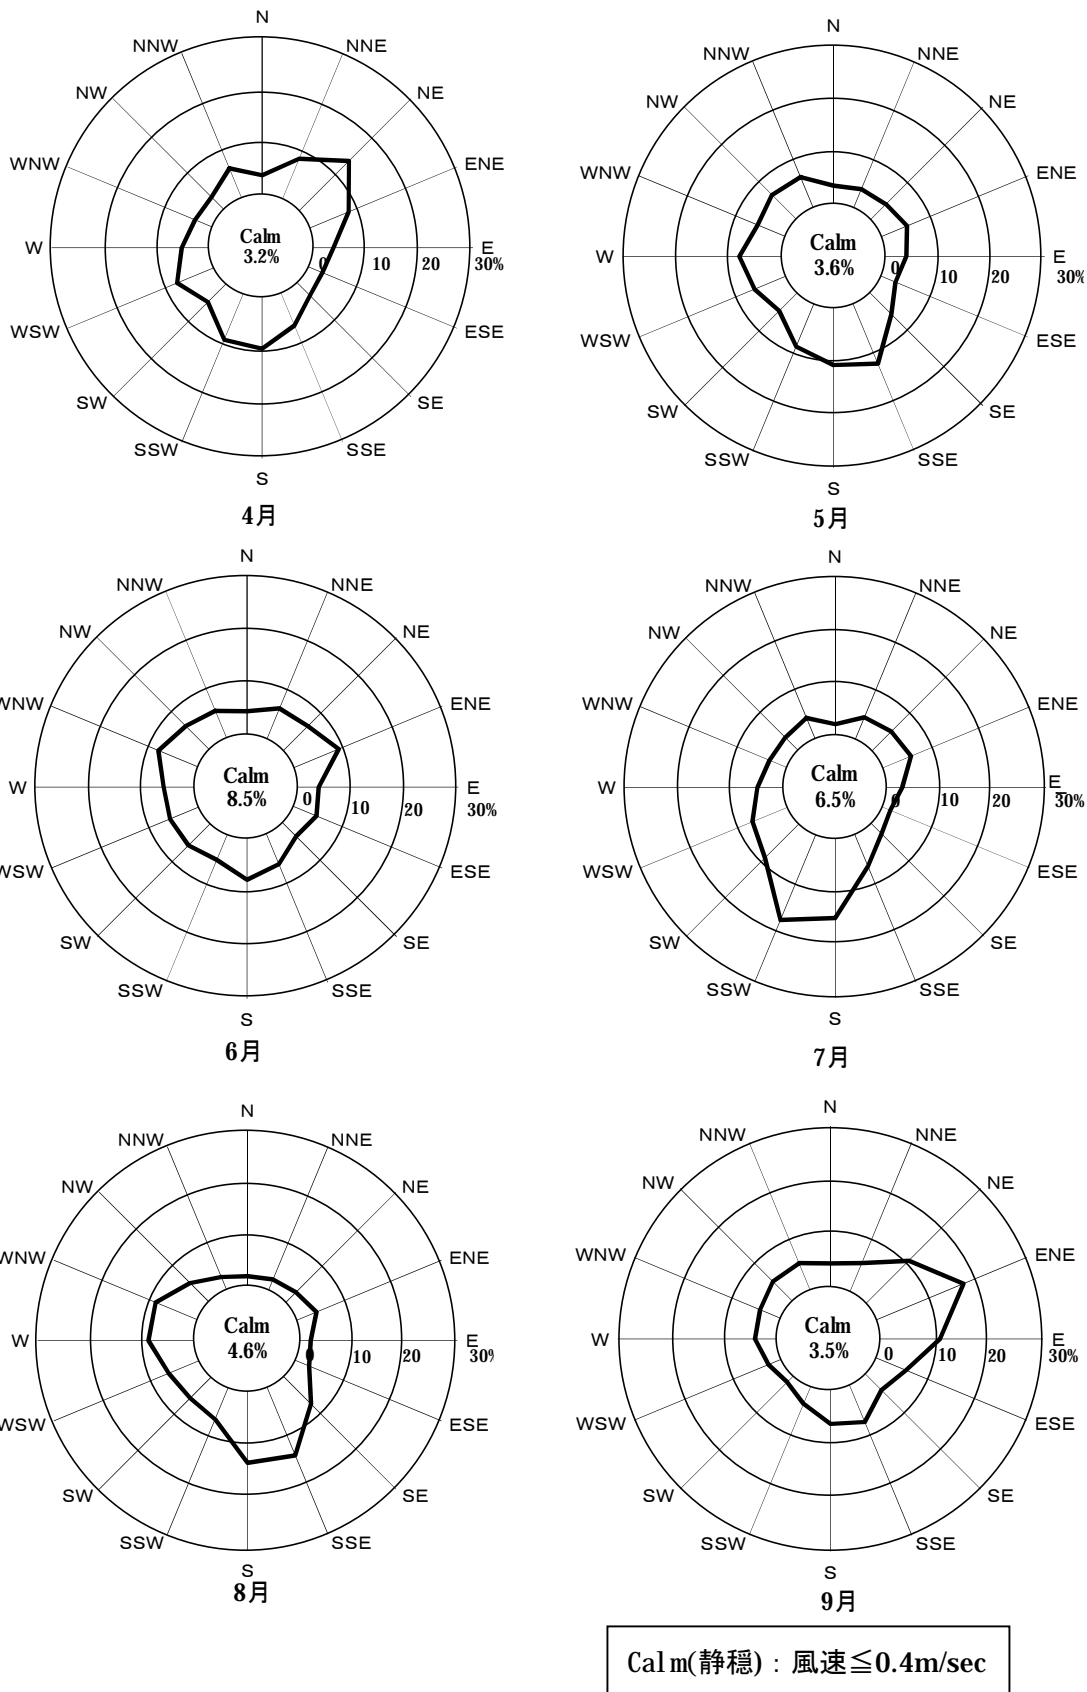 N
NNW
NNE
NW
NE
WNW
ENE
W
Calm
3.2%
0
10
20
E
30%
WSW
ESE
SW
SE
SSW
SSE
S
4月
N
NNW
NNE
NW
NE
WNW
ENE
W
Calm
3.6%
0
10
20
E
30%
WSW
ESE
SW
SE
SSW
SSE
S
5月
N
NNW
NNE
NW
NE
WNW
ENE
W
Calm
8.5%
0
10
20
E
30%
WSW
ESE
SW
SE
SSW
SSE
S
6月
N
NNW
NNE
NW
NE
WNW
ENE
W
Calm
6.5%
0
10
20
E
30%
WSW
ESE
SW
SE
SSW
SSE
S
7月
N
NNW
NNE
NW
NE
WNW
ENE
W
Calm
4.6%
0
10
20
E
30%
WSW
ESE
SW
SE
SSW
SSE
S
8月
N
NNW
NNE
NW
NE
WNW
ENE
W
Calm
3.5%
0
10
20
E
30%
WSW
ESE
SW
SE
SSW
SSE
S
9月
Calm(静穏)：風速≦0.4m/sec